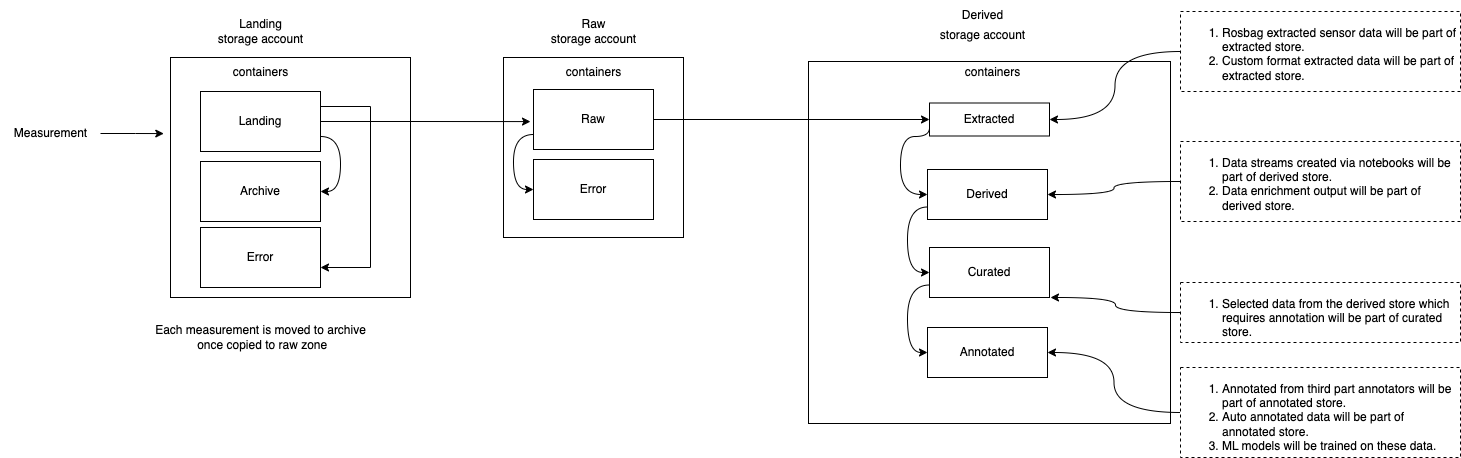 Landing
storage account
containers
Landing
Archive
Error
Measurement
Each measurement is moved to archive
once copied to raw zone
Raw
storage account
containers
Raw
Error
Derived
storage account
containers
Extracted
Derived
Curated
Annotated
1. Rosbag extracted sensor data will be part of
extracted store.
2. Custom format extracted data will be part of
extracted store.
1. Data streams created via notebooks will be
part of derived store.
2. Data enrichment output will be part of
derived store.
1. Selected data from the derived store which
requires annotation will be part of curated
store.
1. Annotated from third part annotators will be
part of annotated store.
2. Auto annotated data will be part of
annotated store.
3. ML models will be trained on these data.